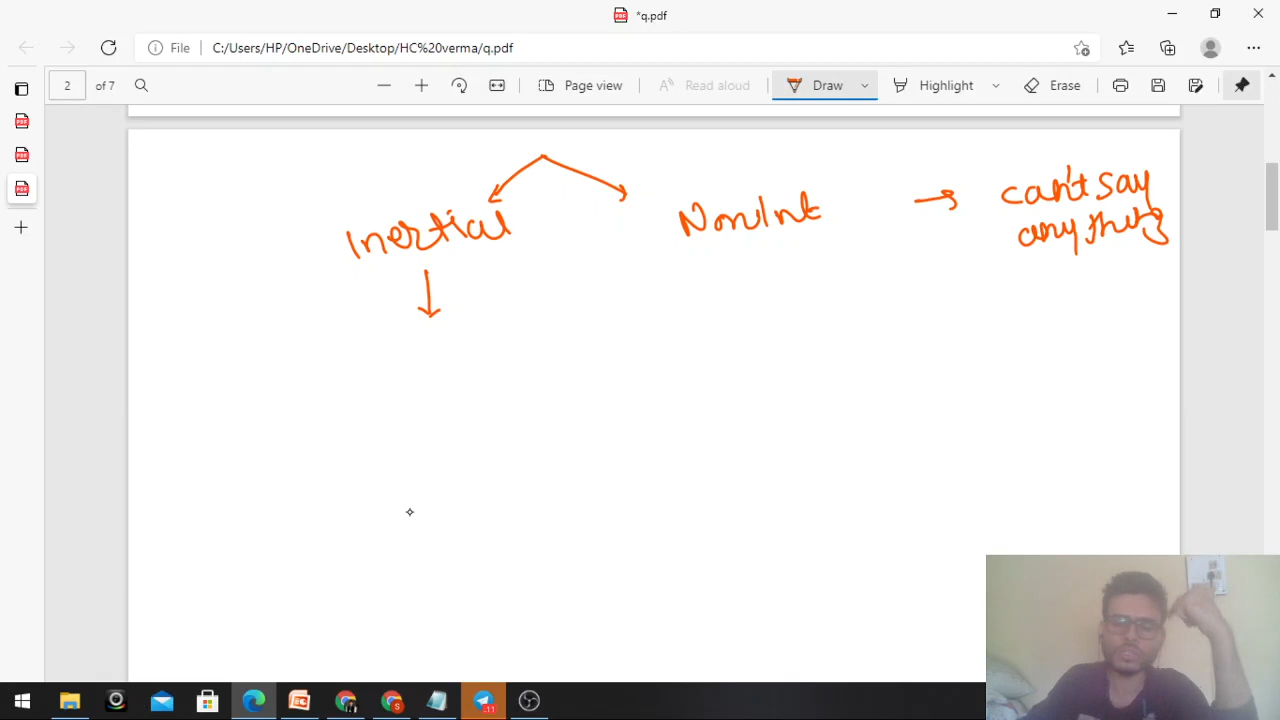 *q.pdf
File C:/Users/HP/OneDrive/Desktop/HC%20verma/q.pdf
2 of 7 Page view Read aloud Draw Highlight Erase
Inertial NonInt can't say
anything
11